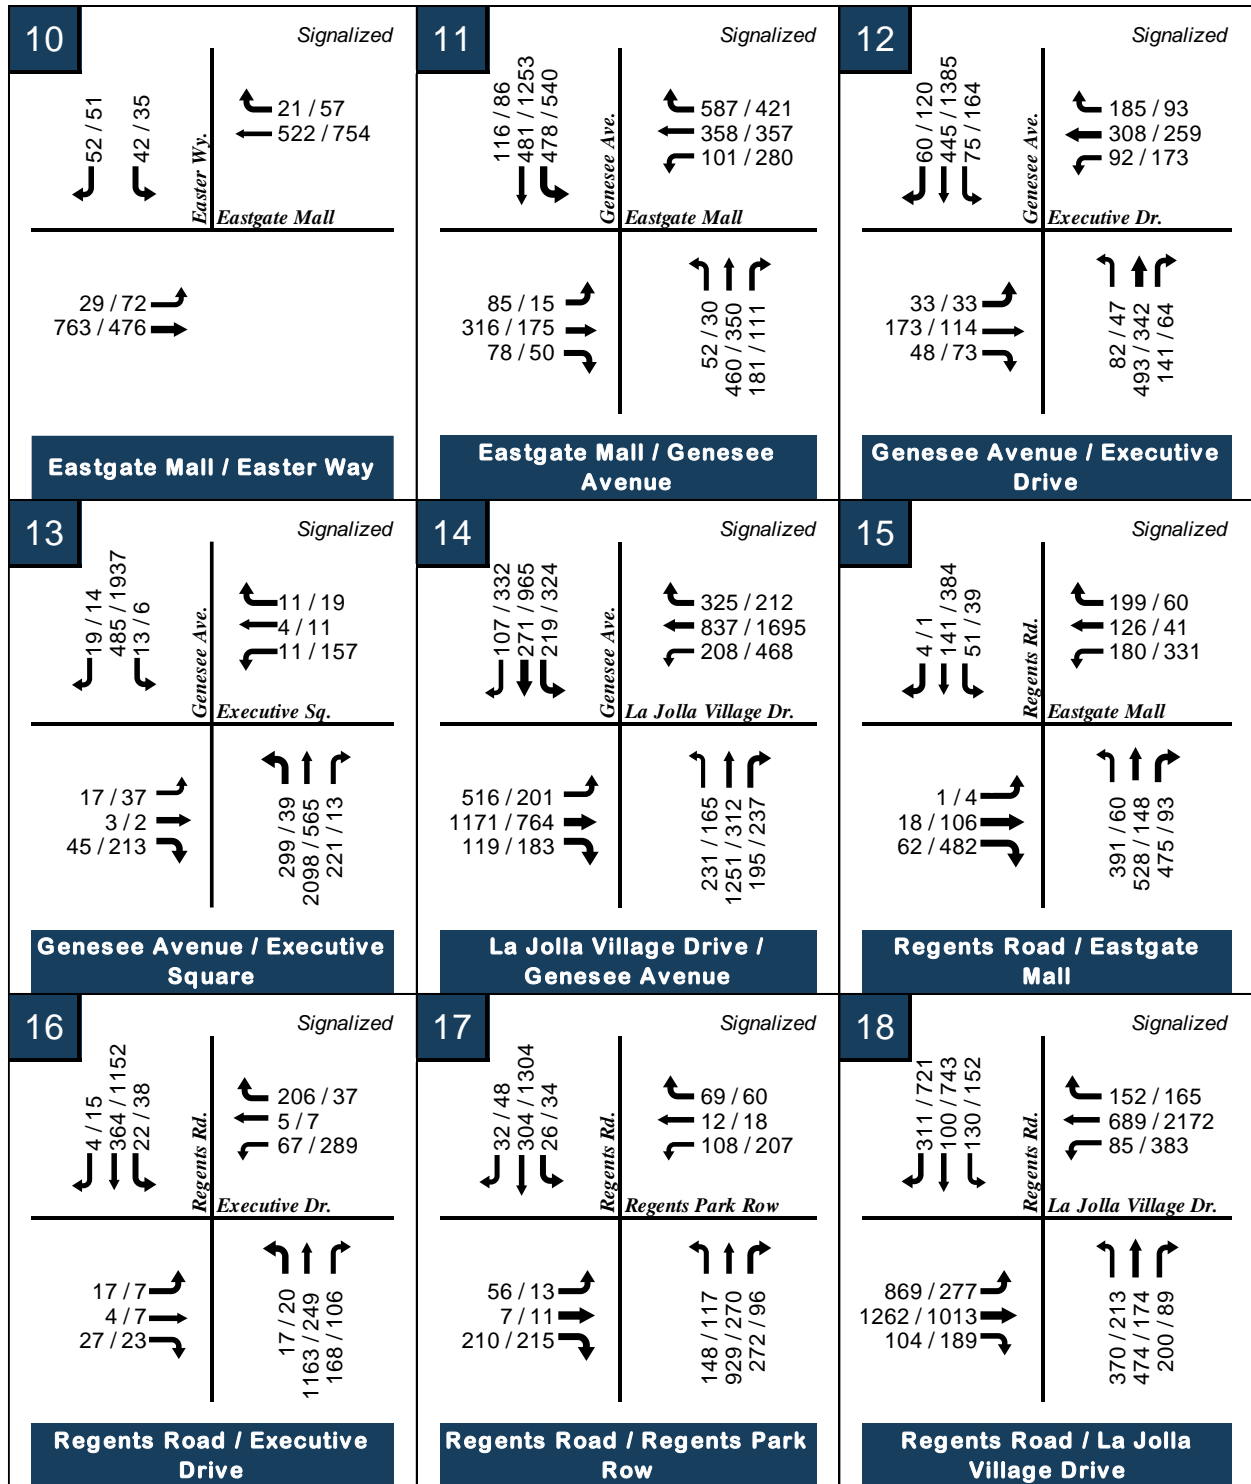 10
Signalized
52 / 51
42 / 35
21 / 57
522 / 754
Easter Wy.
Eastgate Mall
29 / 72
763 / 476
Eastgate Mall / Easter Way
11
Signalized
116 / 86
481 / 1253
478 / 540
587 / 421
358 / 357
101 / 280
Genesee Ave.
Eastgate Mall
85 / 15
316 / 175
78 / 50
52 / 30
460 / 350
181 / 111
Eastgate Mall / Genesee
Avenue
12
Signalized
60 / 120
445 / 1385
75 / 164
185 / 93
308 / 259
92 / 173
Genesee Ave.
Executive Dr.
33 / 33
173 / 114
48 / 73
82 / 47
493 / 342
141 / 64
Genesee Avenue / Executive
Drive
13
Signalized
19 / 14
485 / 1937
13 / 6
11 / 19
4 / 11
11 / 157
Genesee Ave.
Executive Sq.
17 / 37
3 / 2
45 / 213
299 / 39
2098 / 565
221 / 13
Genesee Avenue / Executive
Square
14
Signalized
107 / 332
271 / 965
219 / 324
325 / 212
837 / 1695
208 / 468
Genesee Ave.
La Jolla Village Dr.
516 / 201
1171 / 764
119 / 183
231 / 165
1251 / 312
195 / 237
La Jolla Village Drive /
Genesee Avenue
15
Signalized
4 / 1
141 / 384
51 / 39
199 / 60
126 / 41
180 / 331
Regents Rd.
Eastgate Mall
1 / 4
18 / 106
62 / 482
391 / 60
528 / 148
475 / 93
Regents Road / Eastgate
Mall
16
Signalized
4 / 15
364 / 1152
22 / 38
206 / 37
5 / 7
67 / 289
Regents Rd.
Executive Dr.
17 / 7
4 / 7
27 / 23
17 / 20
1163 / 249
168 / 106
Regents Road / Executive
Drive
17
Signalized
32 / 48
304 / 1304
26 / 34
69 / 60
12 / 18
108 / 207
Regents Rd.
Regents Park Row
56 / 13
7 / 11
210 / 215
148 / 117
929 / 270
272 / 96
Regents Road / Regents Park
Row
18
Signalized
311 / 721
100 / 743
130 / 152
152 / 165
689 / 2172
85 / 383
Regents Rd.
La Jolla Village Dr.
869 / 277
1262 / 1013
104 / 189
370 / 213
474 / 174
200 / 89
Regents Road / La Jolla
Village Drive